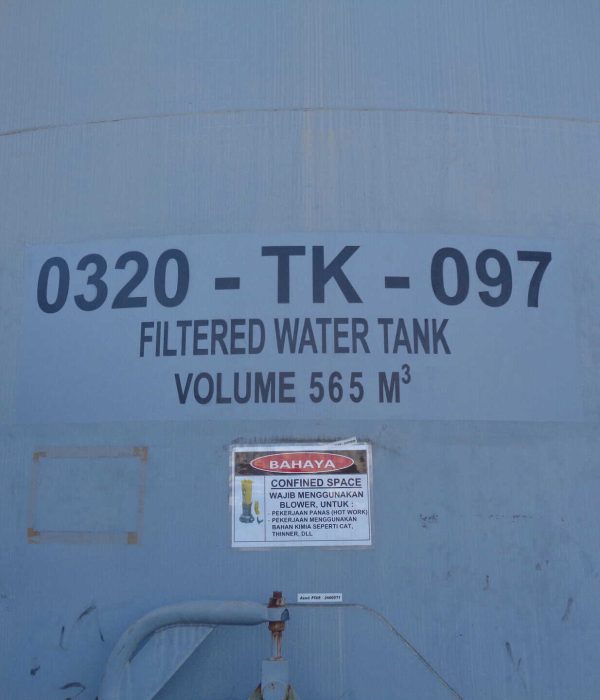 0320 - TK - 097
FILTERED WATER TANK
VOLUME 565 M³
BAHAYA
CONFINED SPACE
WAJIB MENGGUNAKAN
BLOWER, UNTUK :
- PEKERJAAN PANAS (HOT WORK)
- PEKERJAAN MENGGUNAKAN
BAHAN KIMIA SEPERTI CAT,
THINNER, DLL